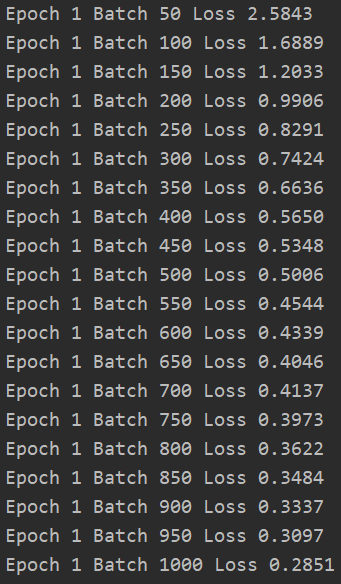 Epoch 1 Batch 50 Loss 2.5843
Epoch 1 Batch 100 Loss 1.6889
Epoch 1 Batch 150 Loss 1.2033
Epoch 1 Batch 200 Loss 0.9906
Epoch 1 Batch 250 Loss 0.8291
Epoch 1 Batch 300 Loss 0.7424
Epoch 1 Batch 350 Loss 0.6636
Epoch 1 Batch 400 Loss 0.5650
Epoch 1 Batch 450 Loss 0.5348
Epoch 1 Batch 500 Loss 0.5006
Epoch 1 Batch 550 Loss 0.4544
Epoch 1 Batch 600 Loss 0.4339
Epoch 1 Batch 650 Loss 0.4046
Epoch 1 Batch 700 Loss 0.4137
Epoch 1 Batch 750 Loss 0.3973
Epoch 1 Batch 800 Loss 0.3622
Epoch 1 Batch 850 Loss 0.3484
Epoch 1 Batch 900 Loss 0.3337
Epoch 1 Batch 950 Loss 0.3097
Epoch 1 Batch 1000 Loss 0.2851